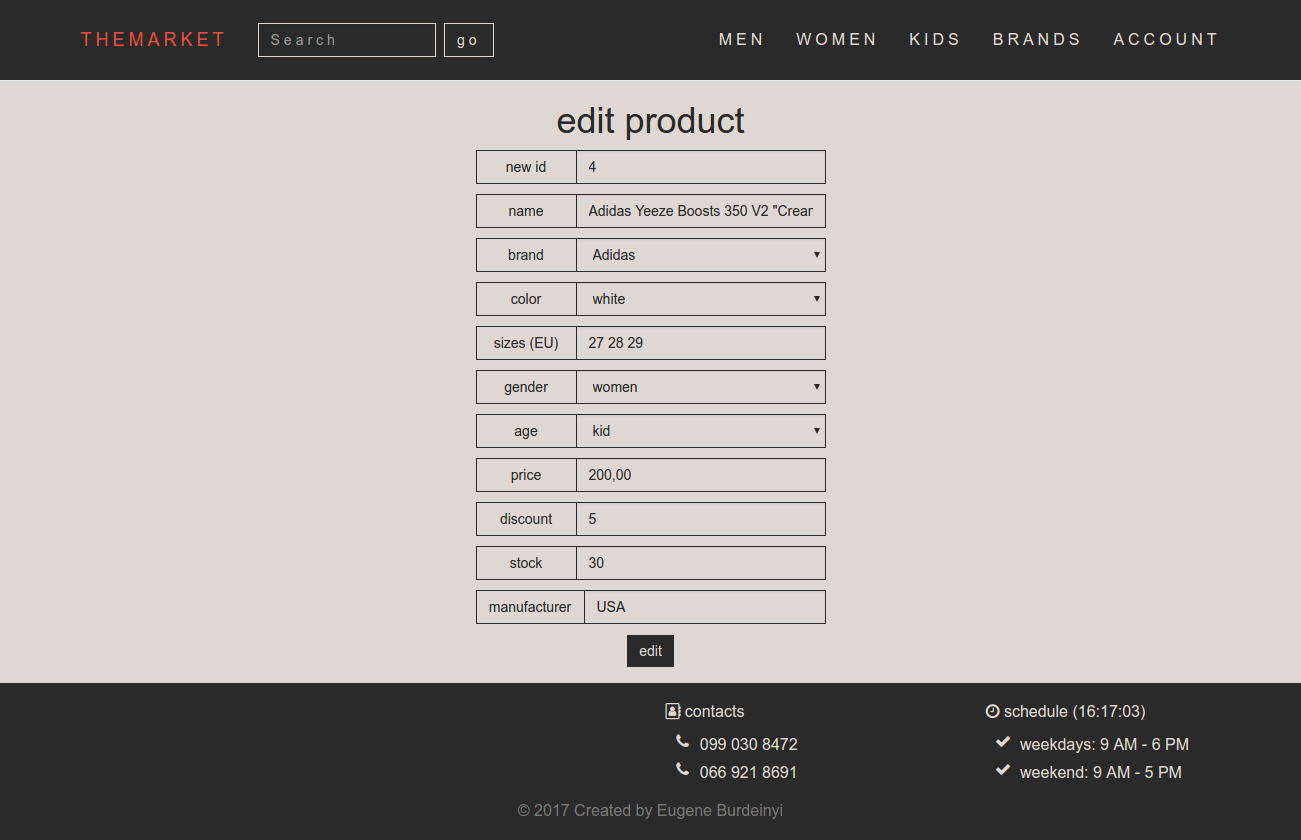 THEMARKET Search go MEN WOMEN KIDS BRANDS ACCOUNT
edit product
new id 4
name Adidas Yeeze Boosts 350 V2 "Crear
brand Adidas
color white
sizes (EU) 27 28 29
gender women
age kid
price 200,00
discount 5
stock 30
manufacturer USA
edit
contacts schedule (16:17:03)
099 030 8472 weekdays: 9 AM - 6 PM
066 921 8691 weekend: 9 AM - 5 PM
© 2017 Created by Eugene Burdeinyi